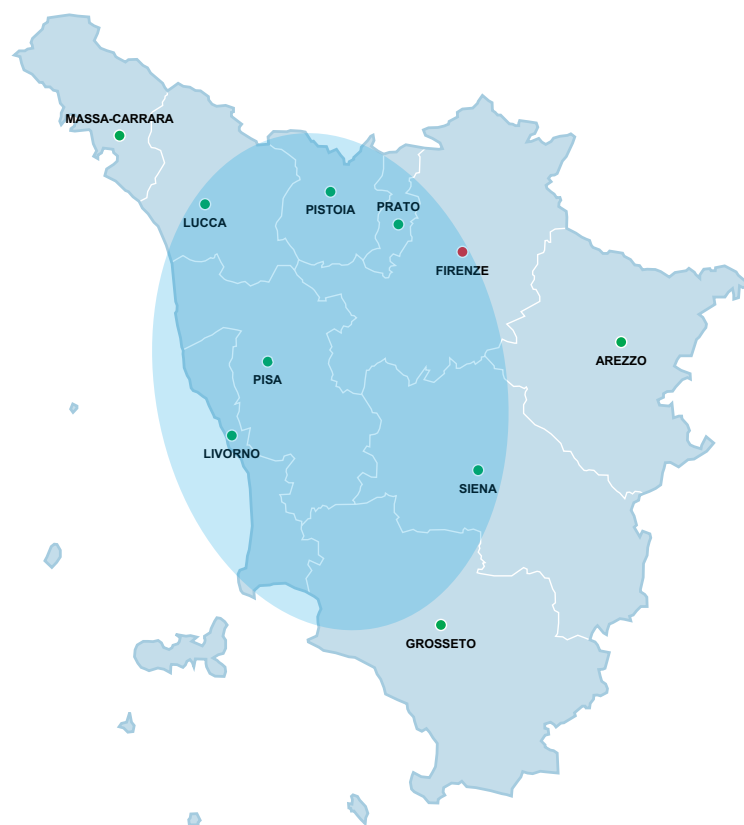 MASSA-CARRARA
LUCCA
PISTOIA
PRATO
FIRENZE
AREZZO
PISA
LIVORNO
SIENA
GROSSETO